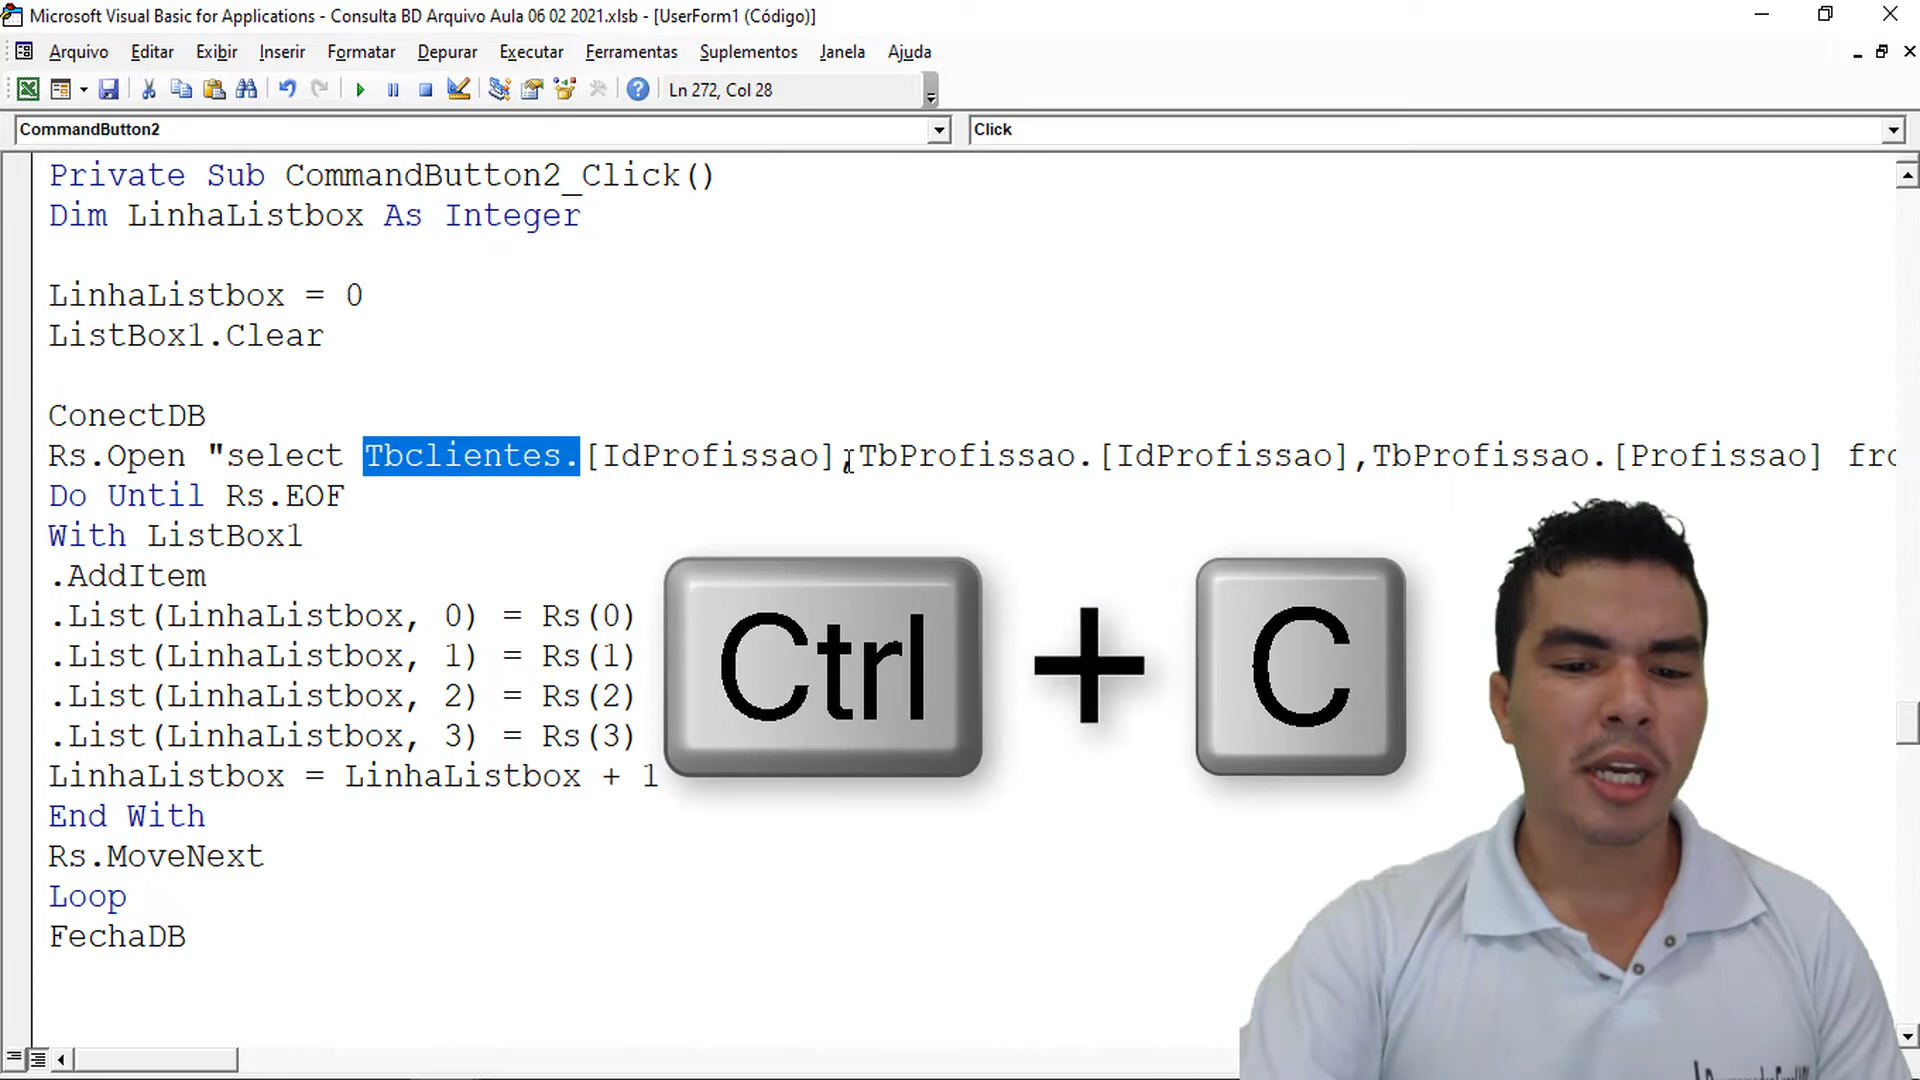 Microsoft Visual Basic for Applications - Consulta BD Arquivo Aula 06 02 2021.xlsb - [UserForm1 (Código)]
Arquivo Editar Exibir Inserir Formatar Depurar Executar Ferramentas Suplementos Janela Ajuda
Ln 272, Col 28
CommandButton2 Click
Private Sub CommandButton2_Click()
Dim LinhaListbox As Integer
LinhaListbox = 0
ListBox1.Clear
ConectDB
Rs.Open "select Tbclientes.[IdProfissao],TbProfissao.[IdProfissao],TbProfissao.[Profissao] fro
Do Until Rs.EOF
With ListBox1
.AddItem
.List(LinhaListbox, 0) = Rs(0)
.List(LinhaListbox, 1) = Rs(1)
.List(LinhaListbox, 2) = Rs(2)
.List(LinhaListbox, 3) = Rs(3)
LinhaListbox = LinhaListbox + 1
End With
Rs.MoveNext
Loop
FechaDB
Ctrl + C